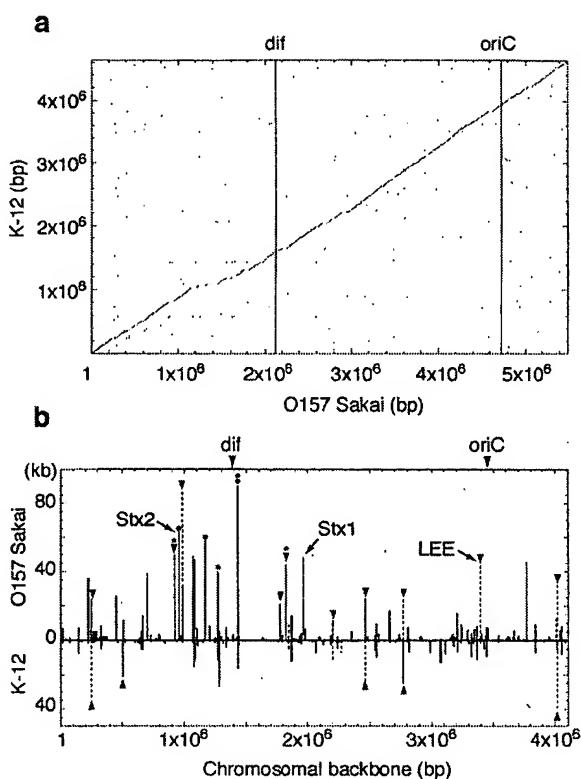 a
dif
oriC
4x10⁶
3x10⁶
2x10⁶
1x10⁶
K-12 (bp)
1
1x10⁶
2x10⁶
3x10⁶
4x10⁶
5x10⁶
O157 Sakai (bp)
b
dif
oriC
(kb)
80
40
0
40
O157 Sakai
K-12
Stx2
Stx1
LEE
1
1x10⁶
2x10⁶
3x10⁶
4x10⁶
Chromosomal backbone (bp)